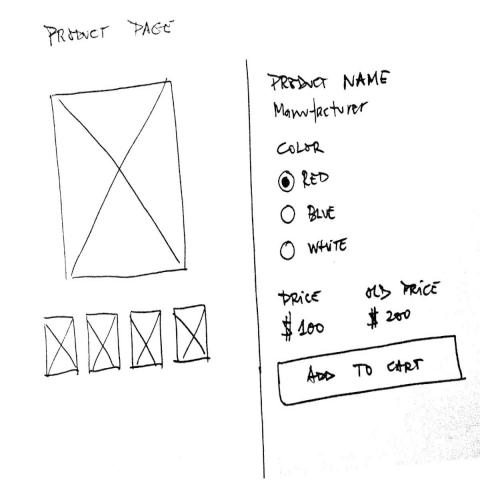 PRODUCT PAGE
PRODUCT NAME
Manufacturer
COLOR
RED
BLUE
WHITE
PRICE OLD PRICE
$100 $200
ADD TO CART